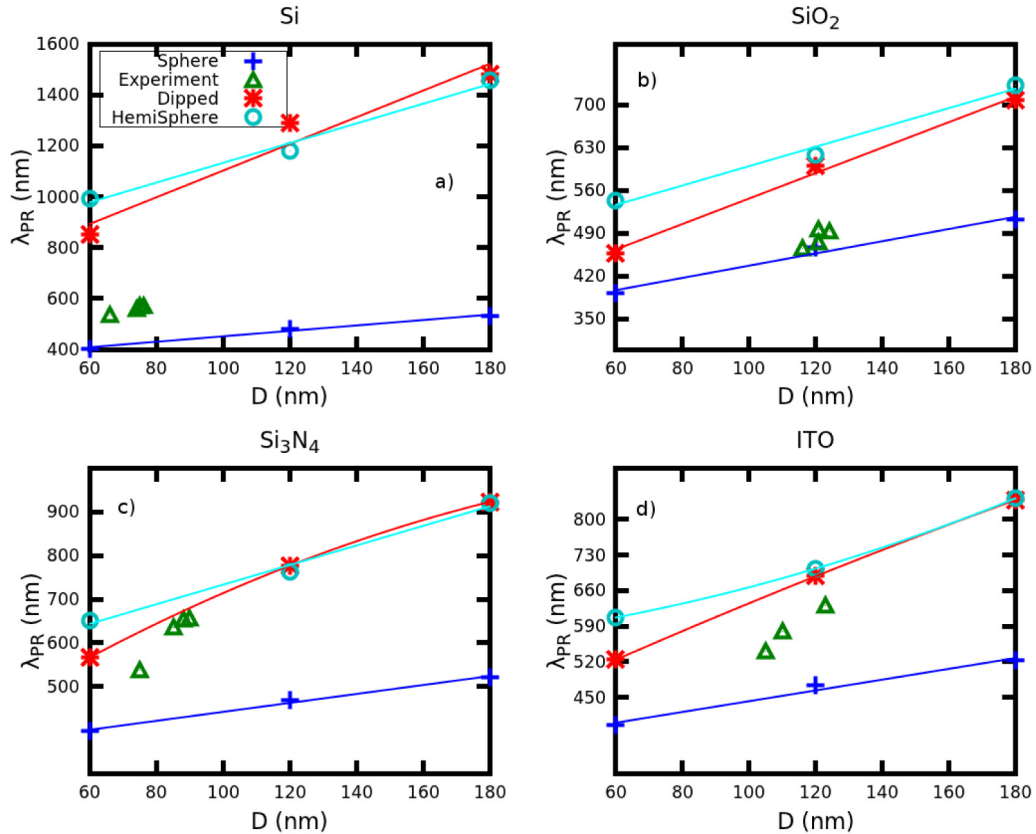 Si
1600
1400
1200
1000
800
600
400
λPR (nm)
Sphere
Experiment
Dipped
HemiSphere
a)
60 80 100 120 140 160 180
D (nm)
SiO2
700
630
560
490
420
350
λPR (nm)
b)
60 80 100 120 140 160 180
D (nm)
Si3N4
900
800
700
600
500
λPR (nm)
c)
60 80 100 120 140 160 180
D (nm)
ITO
800
730
660
590
520
450
λPR (nm)
d)
60 80 100 120 140 160 180
D (nm)